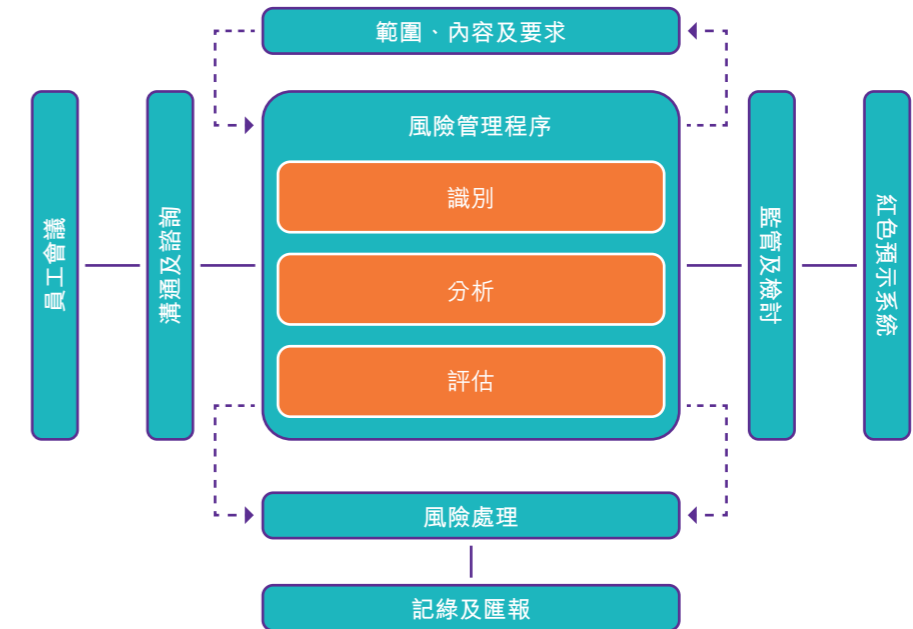 範圍、內容及要求
員工會議
溝通及諮詢
風險管理程序
識別
分析
評估
監管及檢討
紅色預示系統
風險處理
記綠及匯報